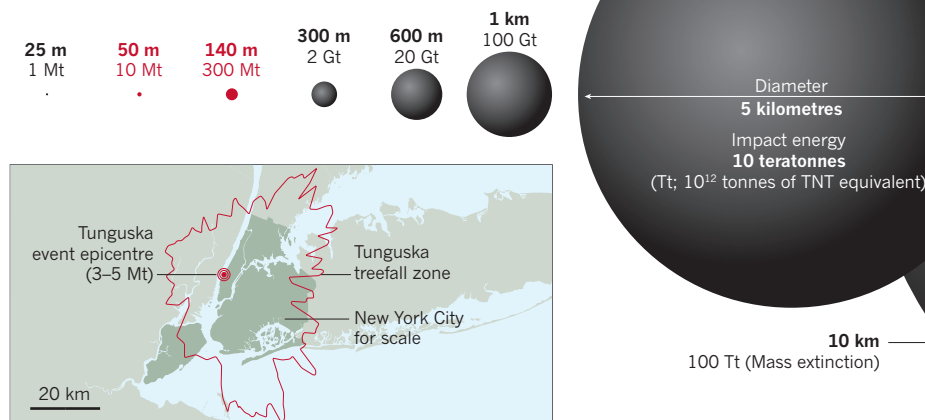 25 m
1 Mt
50 m
10 Mt
140 m
300 Mt
300 m
2 Gt
600 m
20 Gt
1 km
100 Gt
Diameter
5 kilometres
Impact energy
10 teratonnes
(Tt; 10¹² tonnes of TNT equivalent)
Tunguska
event epicentre
(3–5 Mt)
Tunguska
treefall zone
New York City
for scale
20 km
10 km
100 Tt (Mass extinction)